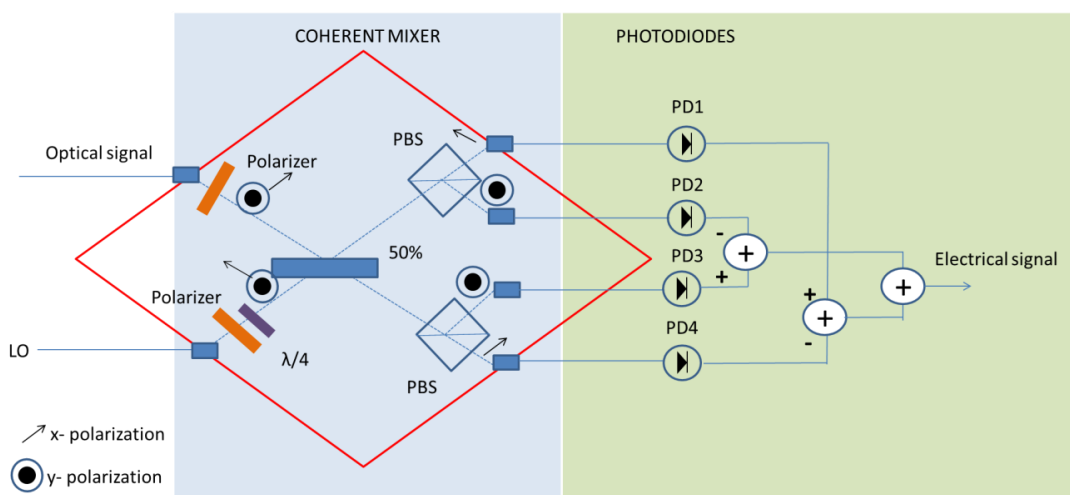 COHERENT MIXER
PHOTODIODES
Optical signal
Polarizer
PBS
PD1
PD2
50%
-
+
PD3
+
+
Electrical signal
Polarizer
+
+
-
LO
λ/4
PBS
PD4
x- polarization
y- polarization